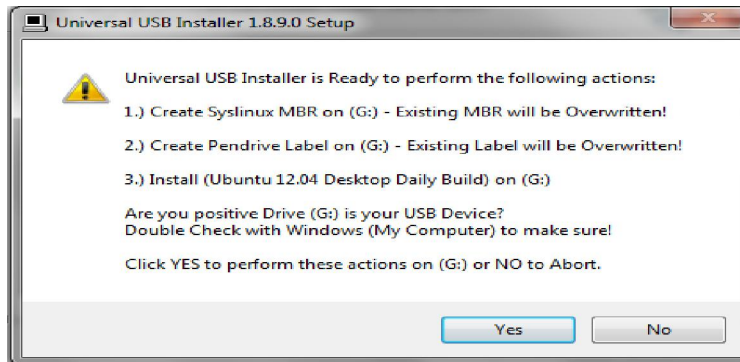 Universal USB Installer 1.8.9.0 Setup
Universal USB Installer is Ready to perform the following actions:
1.) Create Syslinux MBR on (G:) - Existing MBR will be Overwritten!
2.) Create Pendrive Label on (G:) - Existing Label will be Overwritten!
3.) Install (Ubuntu 12.04 Desktop Daily Build) on (G:)
Are you positive Drive (G:) is your USB Device?
Double Check with Windows (My Computer) to make sure!
Click YES to perform these actions on (G:) or NO to Abort.
Yes No